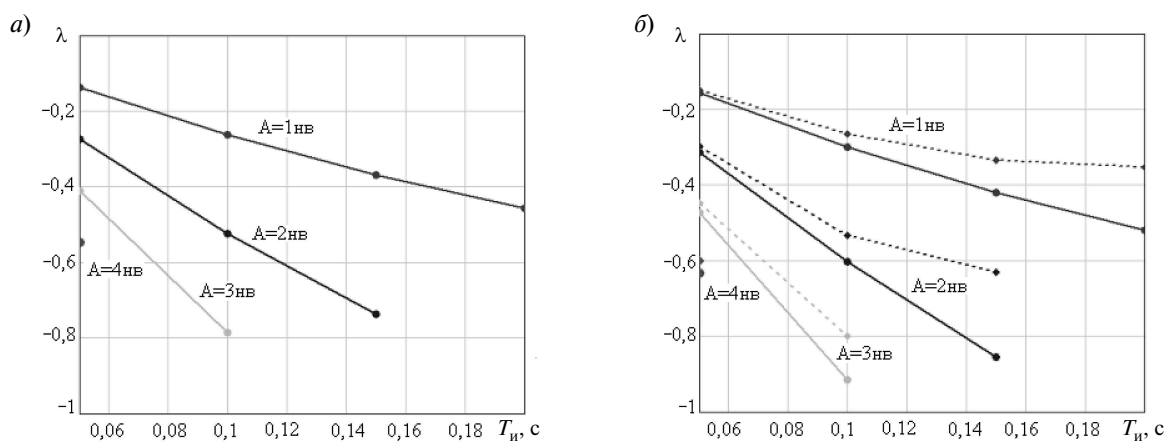 а)
λ
−0,2
−0,4
−0,6
−0,8
−1
А=1нв
А=2нв
А=3нв
А=4нв
0,06 0,08 0,1 0,12 0,14 0,16 0,18 Tи, с
б)
λ
−0,2
−0,4
−0,6
−0,8
−1
А=1нв
А=2нв
А=4нв
А=3нв
0,06 0,08 0,1 0,12 0,14 0,16 0,18 Tи, с